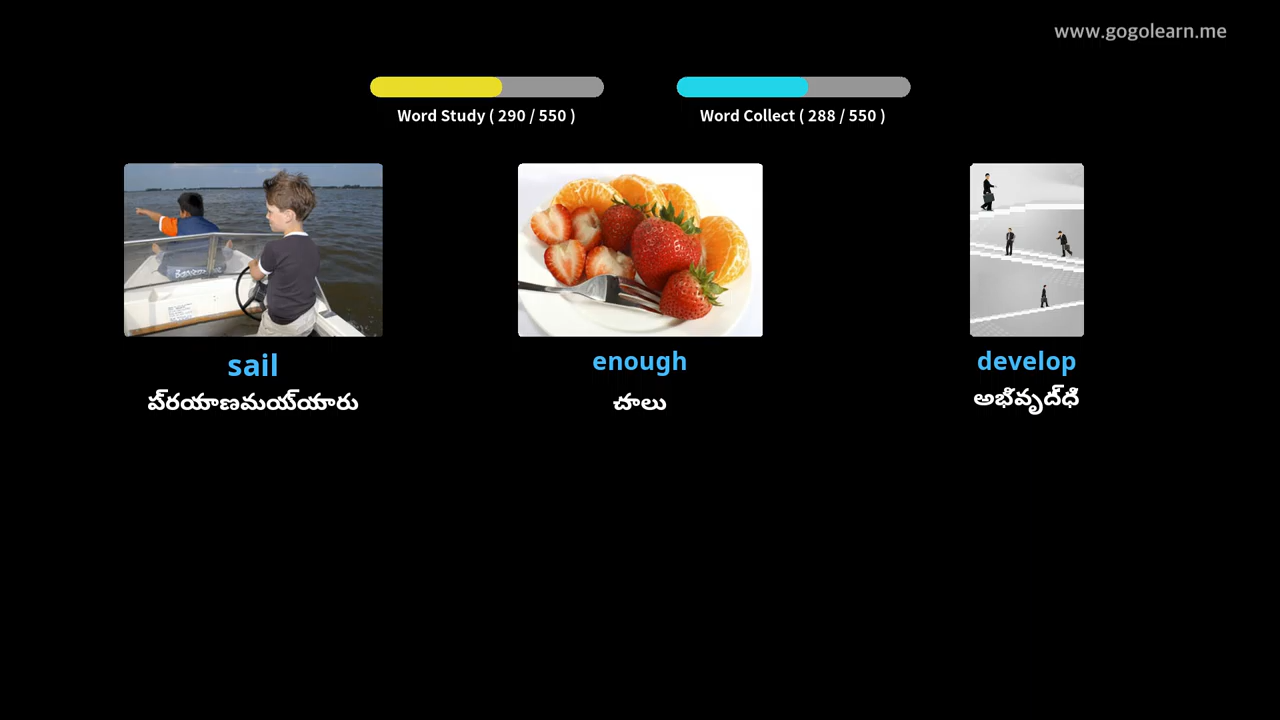 www.gogolearn.me
Word Study ( 290 / 550 )
Word Collect ( 288 / 550 )
sail
enough
develop
ప్రయాణమయ్యారు
చాలు
అభివృద్ధి